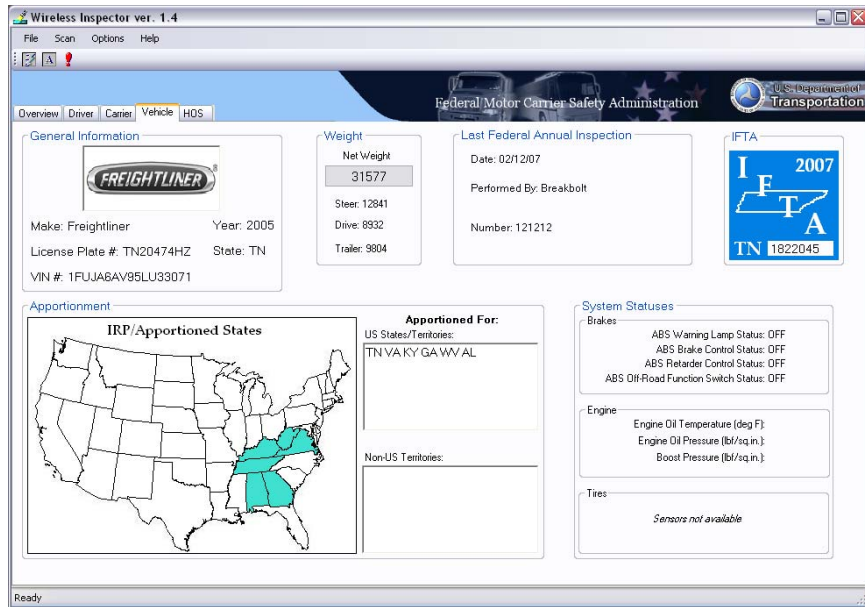 Wireless Inspector ver. 1.4
File Scan Options Help
A
Federal Motor Carrier Safety Administration
U.S. Department of
Transportation
Overview Driver Carrier Vehicle HOS
General Information
FREIGHTLINER
Make: Freightliner Year: 2005
License Plate #: TN20474HZ State: TN
VIN #: 1FUJA6AV95LU33071
Weight
Net Weight
31577
Steer: 12841
Drive: 8932
Trailer: 9804
Last Federal Annual Inspection
Date: 02/12/07
Performed By: Breakbolt
Number: 121212
IFTA
I 2007
F
T
A
TN 1822045
Apportionment
IRP/Apportioned States
Apportioned For:
US States/Territories:
TN VA KY GA WV AL
Non-US Territories:
System Statuses
Brakes
ABS Warning Lamp Status: OFF
ABS Brake Control Status: OFF
ABS Retarder Control Status: OFF
ABS Off-Road Function Switch Status: OFF
Engine
Engine Oil Temperature (deg F):
Engine Oil Pressure (lbf/sq.in.):
Boost Pressure (lbf/sq.in.):
Tires
Sensors not available
Ready